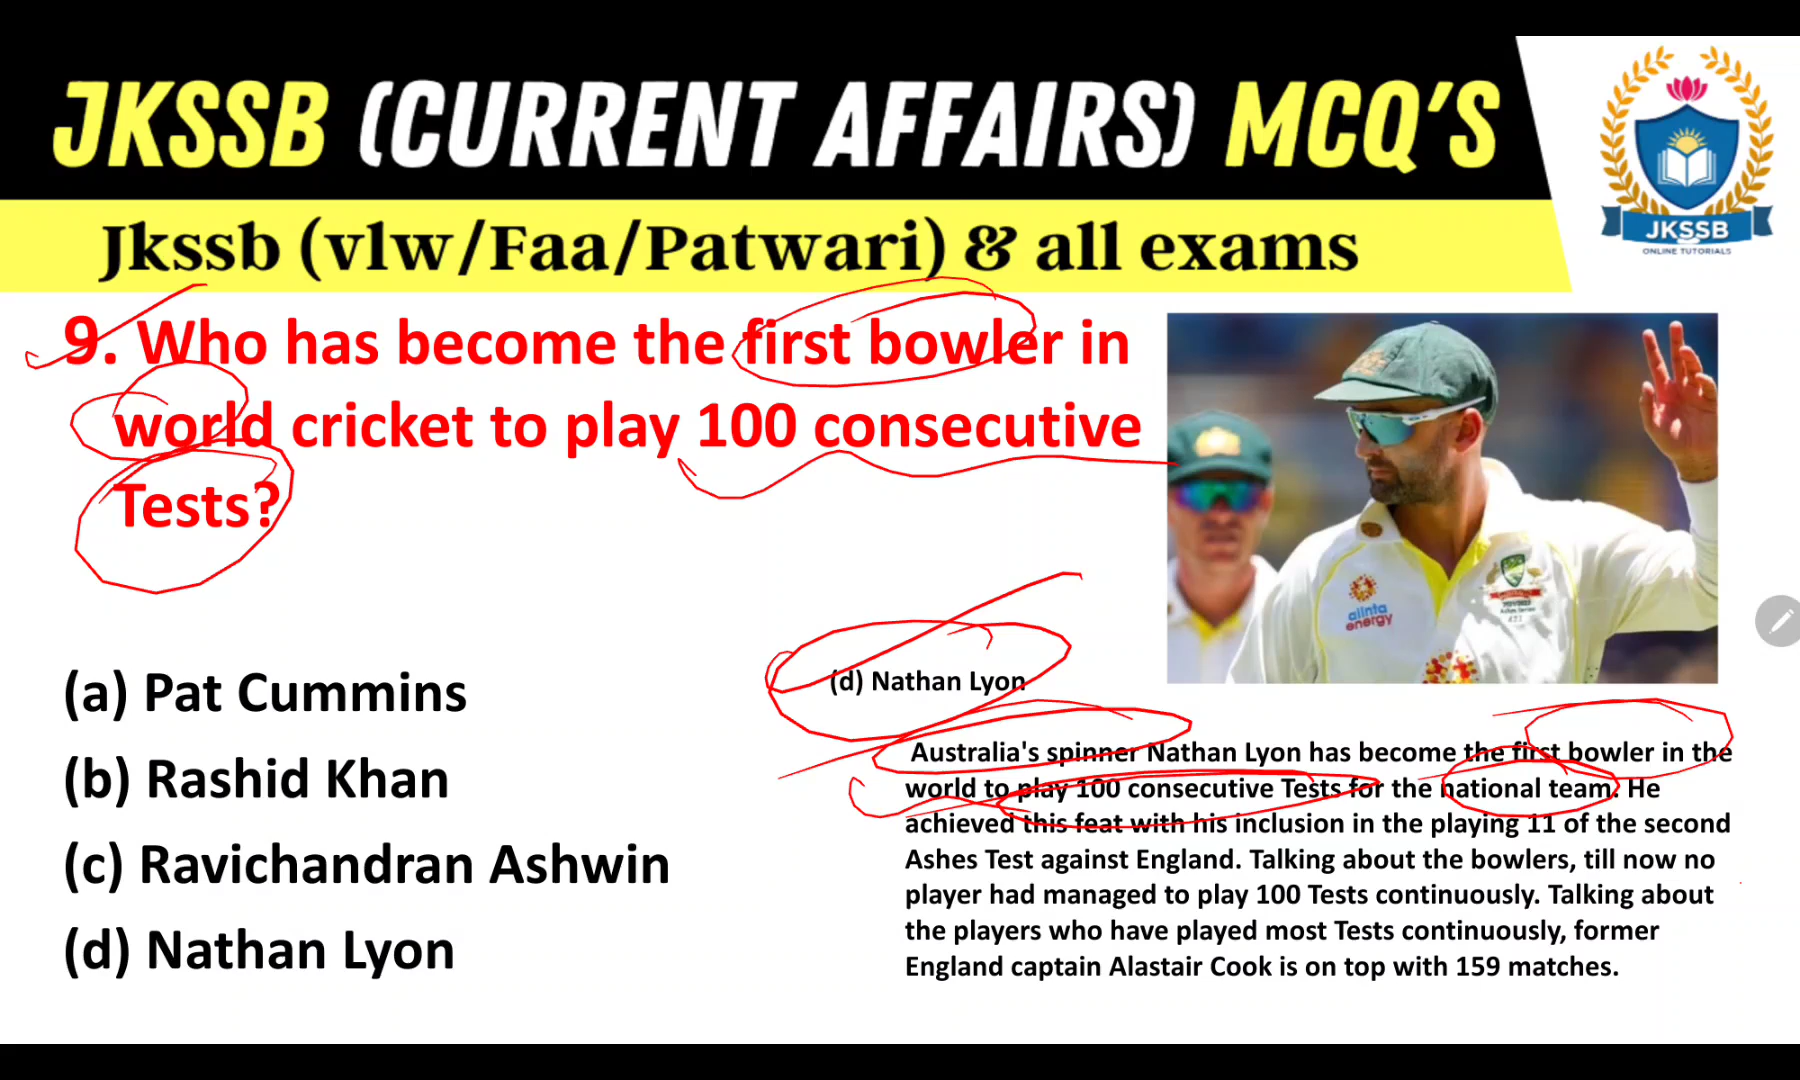 JKSSB (CURRENT AFFAIRS) MCQ'S
JKSSB
ONLINE TUTORIALS
Jkssb (vlw/Faa/Patwari) & all exams
9. Who has become the first bowler in
world cricket to play 100 consecutive
Tests?
alinta
energy
(a) Pat Cummins
(b) Rashid Khan
(c) Ravichandran Ashwin
(d) Nathan Lyon
(d) Nathan Lyon
Australia's spinner Nathan Lyon has become the first bowler in the
world to play 100 consecutive Tests for the national team. He
achieved this feat with his inclusion in the playing 11 of the second
Ashes Test against England. Talking about the bowlers, till now no
player had managed to play 100 Tests continuously. Talking about
the players who have played most Tests continuously, former
England captain Alastair Cook is on top with 159 matches.